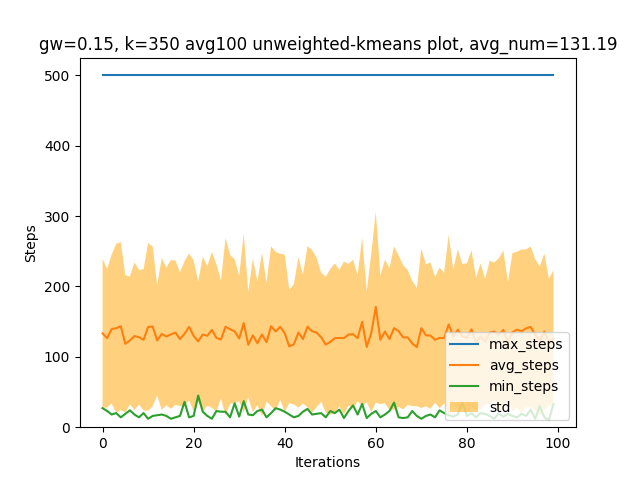 gw=0.15, k=350 avg100 unweighted-kmeans plot, avg_num=131.19
500
400
300
200
100
0
Steps
0 20 40 60 80 100
Iterations
max_steps
avg_steps
min_steps
std